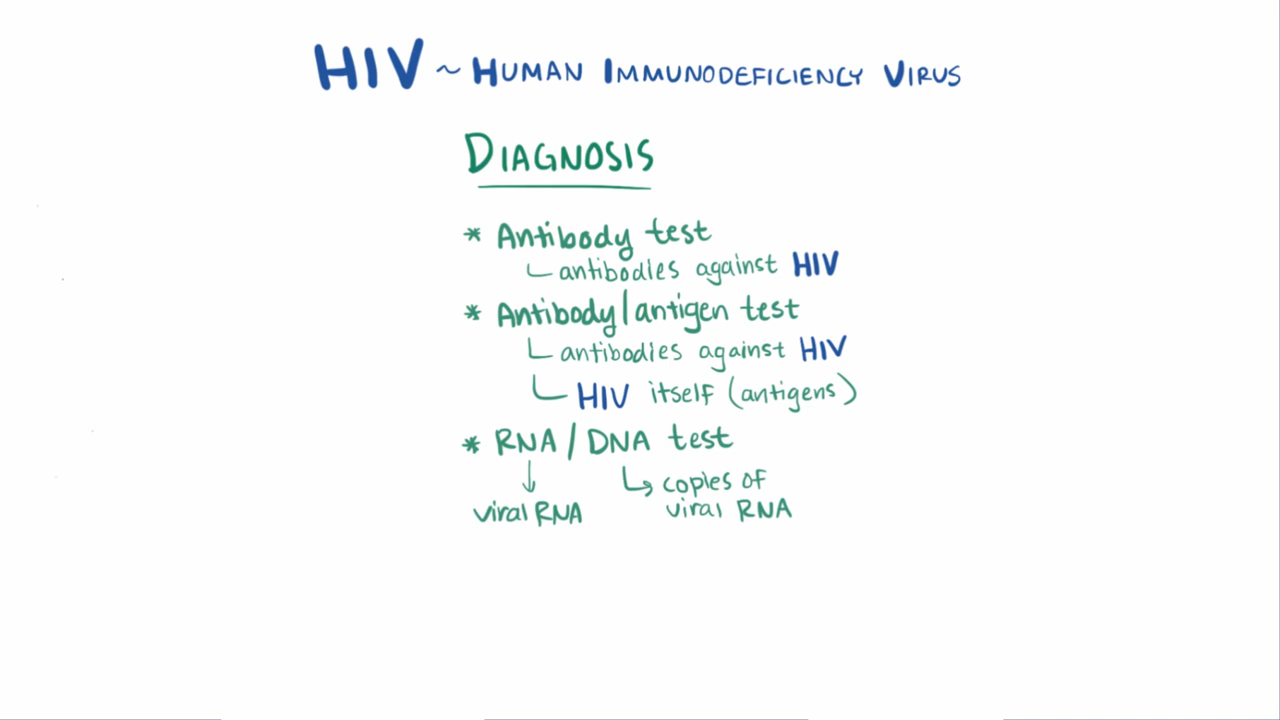 HIV ~ HUMAN IMMUNODEFICIENCY VIRUS
DIAGNOSIS
* Antibody test
antibodies against HIV
* Antibody/antigen test
antibodies against HIV
HIV itself (antigens)
* RNA/DNA test
viral RNA
copies of
viral RNA